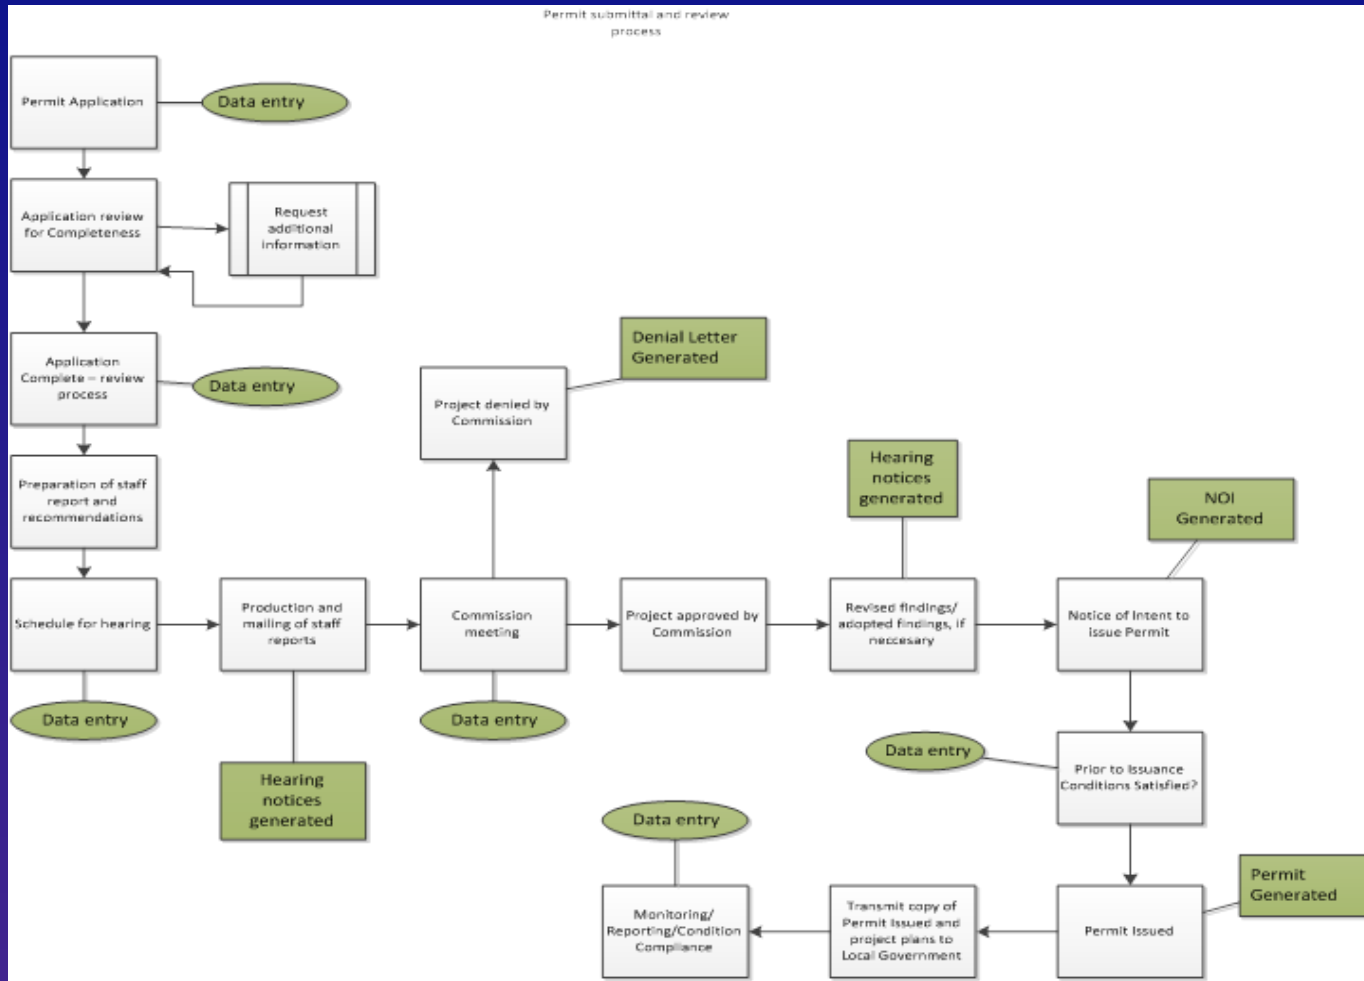 Permit submittal and review
process
Permit Application
Data entry
Application review
for Completeness
Request
additional
information
Application
Complete – review
process
Data entry
Denial Letter
Generated
Project denied by
Commission
Preparation of staff
report and
recommendations
Hearing
notices
generated
NOI
Generated
Schedule for hearing
Production and
mailing of staff
reports
Commission
meeting
Project approved by
Commission
Revised findings/
adopted findings, if
neccesary
Notice of Intent to
issue Permit
Data entry
Data entry
Hearing
notices
generated
Data entry
Prior to Issuance
Conditions Satisfied?
Data entry
Monitoring/
Reporting/Condition
Compliance
Transmit copy of
Permit Issued and
project plans to
Local Government
Permit Issued
Permit
Generated